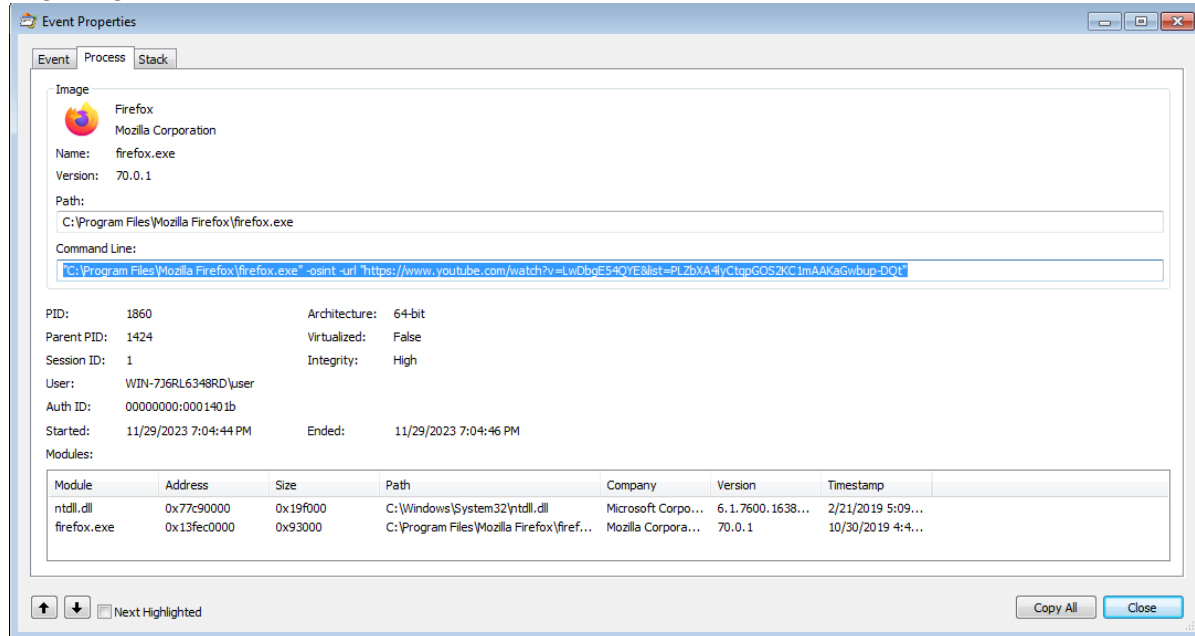 Event Properties
Event Process Stack
Image
Firefox
Mozilla Corporation
Name: firefox.exe
Version: 70.0.1
Path:
C:\Program Files\Mozilla Firefox\firefox.exe
Command Line:
"C:\Program Files\Mozilla Firefox\firefox.exe" -osint -url "https://www.youtube.com/watch?v=LwDbgE54QYE&list=PLZbXA4lyCtqpGOS2KC1mAAKaGwbup-DQt"
PID: 1860 Architecture: 64-bit
Parent PID: 1424 Virtualized: False
Session ID: 1 Integrity: High
User: WIN-7J6RL6348RD\user
Auth ID: 00000000:0001401b
Started: 11/29/2023 7:04:44 PM Ended: 11/29/2023 7:04:46 PM
Modules:
Module Address Size Path Company Version Timestamp
ntdll.dll 0x77c90000 0x19f000 C:\Windows\System32\ntdll.dll Microsoft Corpo... 6.1.7600.1638... 2/21/2019 5:09...
firefox.exe 0x13fec0000 0x93000 C:\Program Files\Mozilla Firefox\firef... Mozilla Corpora... 70.0.1 10/30/2019 4:4...
Next Highlighted Copy All Close